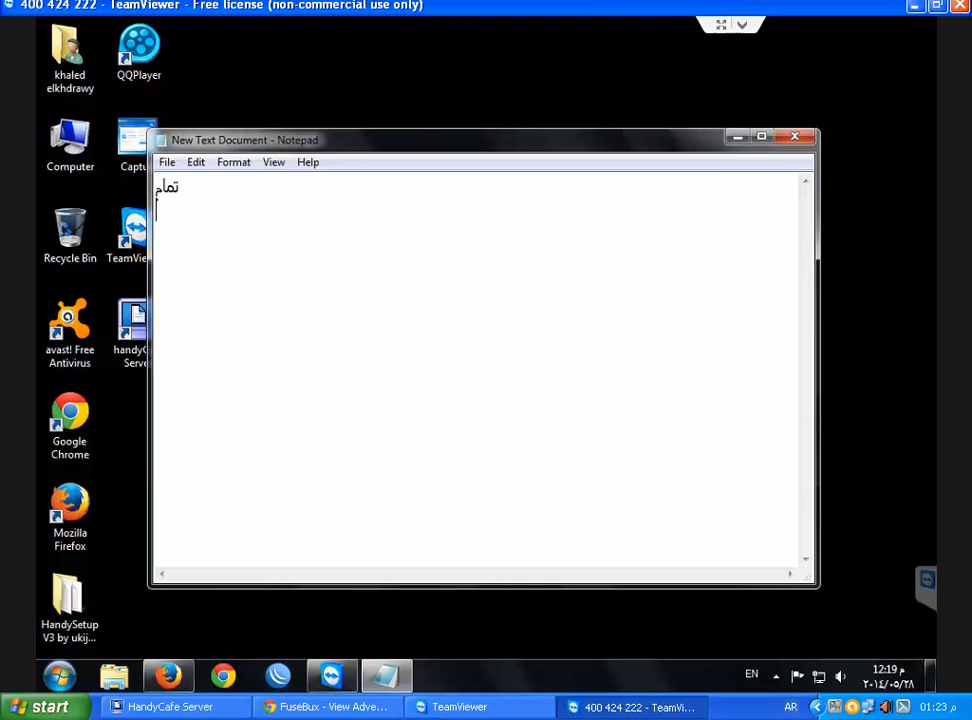 400 424 222 - TeamViewer - Free license (non-commercial use only)
khaled
elkhdrawy
QQPlayer
Computer
Captu
Recycle Bin
TeamVie
avast! Free
Antivirus
handyC
Serve
Google
Chrome
Mozilla
Firefox
HandySetup
V3 by ukij...
New Text Document - Notepad
File Edit Format View Help
تمام
EN
12:19 م
٢٠١٤/٠٥/٢٨
start
HandyCafe Server
FuseBux - View Adve...
TeamViewer
400 424 222 - TeamVi...
AR
01:23 م